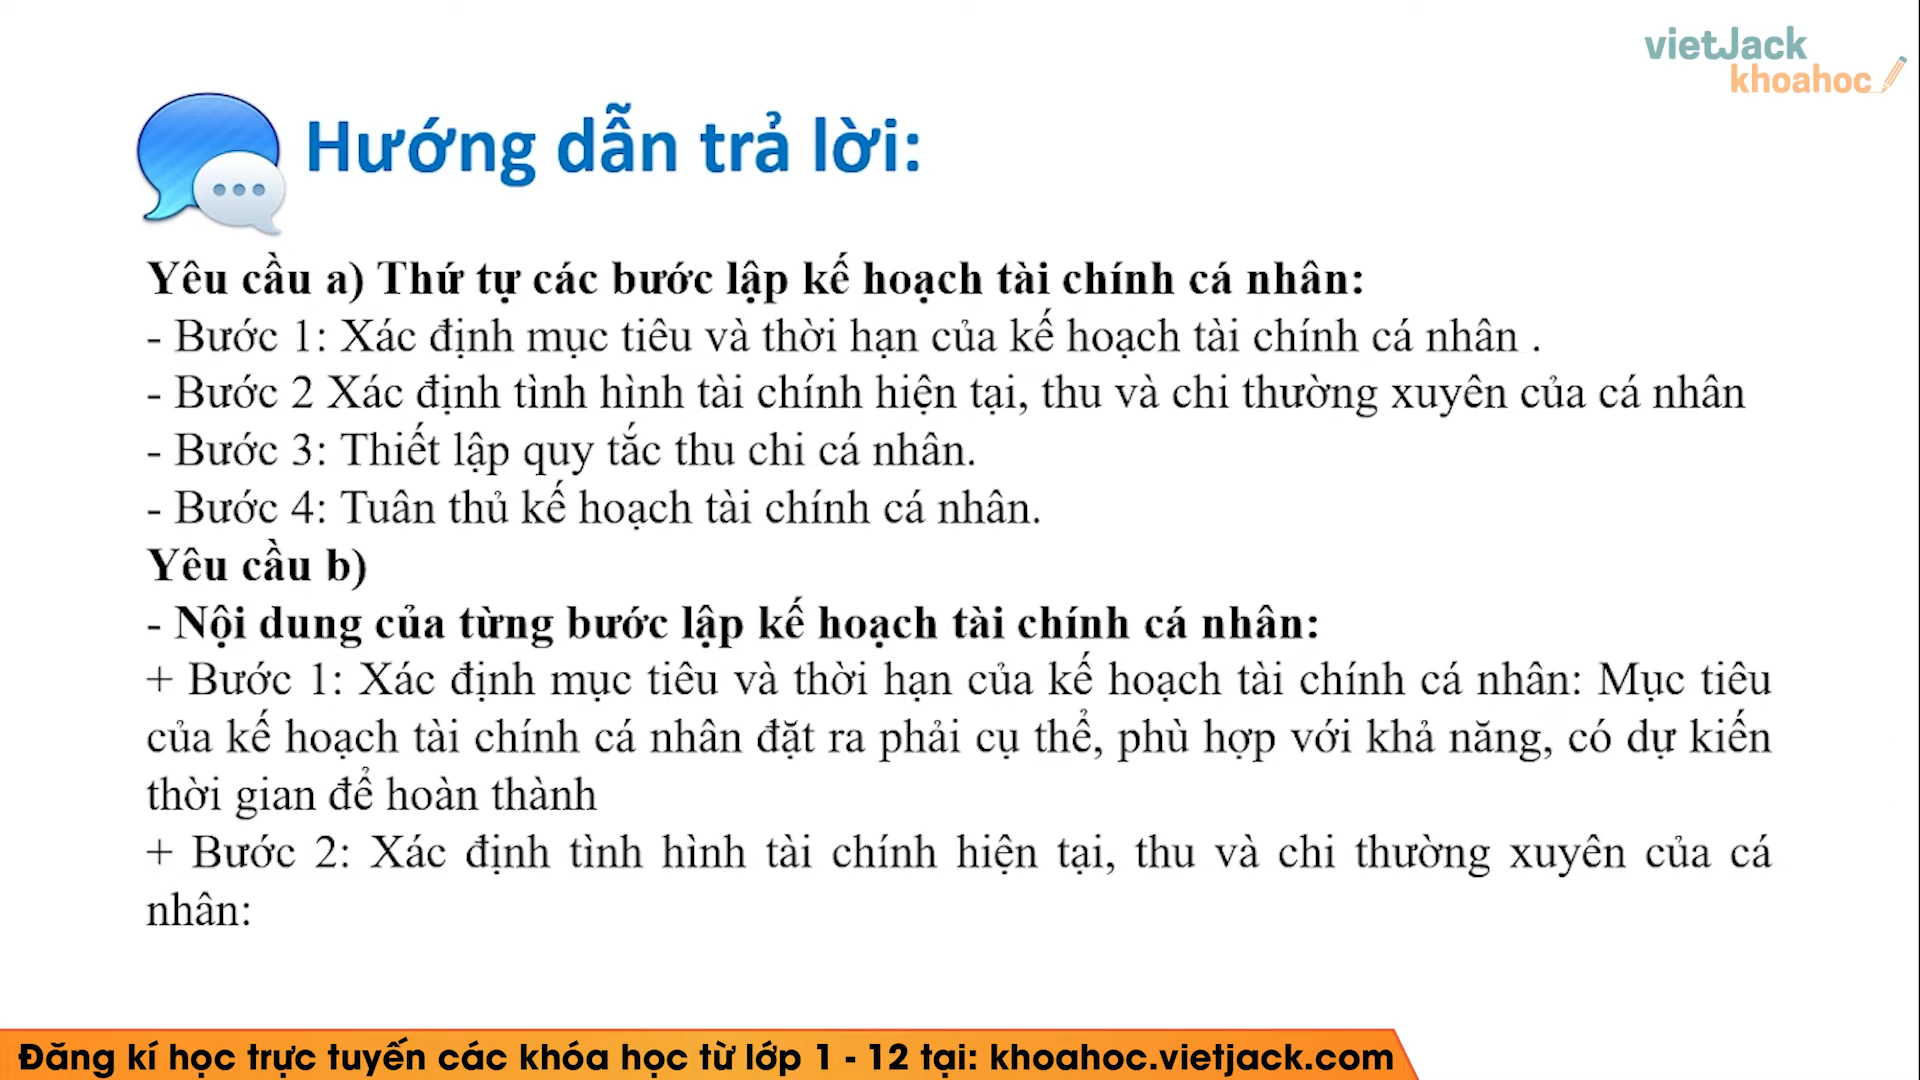 vietJack
khoahoc
Hướng dẫn trả lời:
Yêu cầu a) Thứ tự các bước lập kế hoạch tài chính cá nhân:
- Bước 1: Xác định mục tiêu và thời hạn của kế hoạch tài chính cá nhân .
- Bước 2 Xác định tình hình tài chính hiện tại, thu và chi thường xuyên của cá nhân
- Bước 3: Thiết lập quy tắc thu chi cá nhân.
- Bước 4: Tuân thủ kế hoạch tài chính cá nhân.
Yêu cầu b)
- Nội dung của từng bước lập kế hoạch tài chính cá nhân:
+ Bước 1: Xác định mục tiêu và thời hạn của kế hoạch tài chính cá nhân: Mục tiêu
của kế hoạch tài chính cá nhân đặt ra phải cụ thể, phù hợp với khả năng, có dự kiến
thời gian để hoàn thành
+ Bước 2: Xác định tình hình tài chính hiện tại, thu và chi thường xuyên của cá
nhân:
Đăng kí học trực tuyến các khóa học từ lớp 1 - 12 tại: khoahoc.vietjack.com